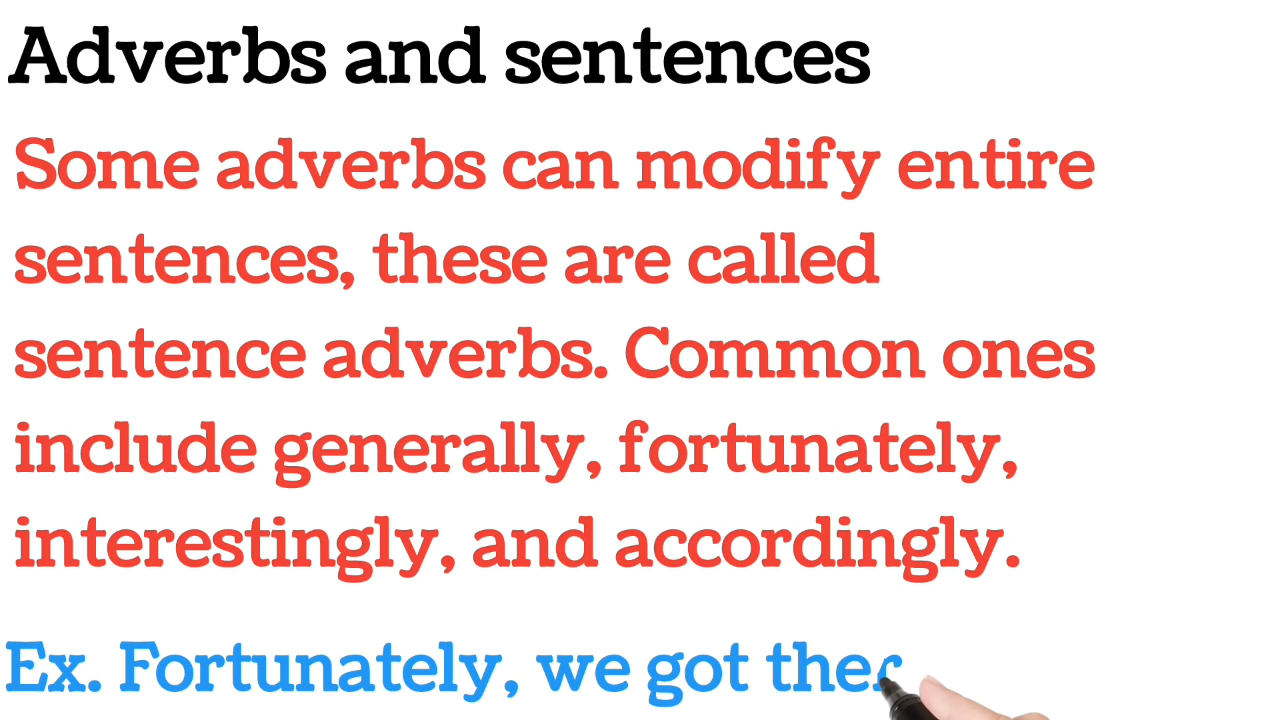 Adverbs and sentences
Some adverbs can modify entire
sentences, these are called
sentence adverbs. Common ones
include generally, fortunately,
interestingly, and accordingly.
Ex. Fortunately, we got ther